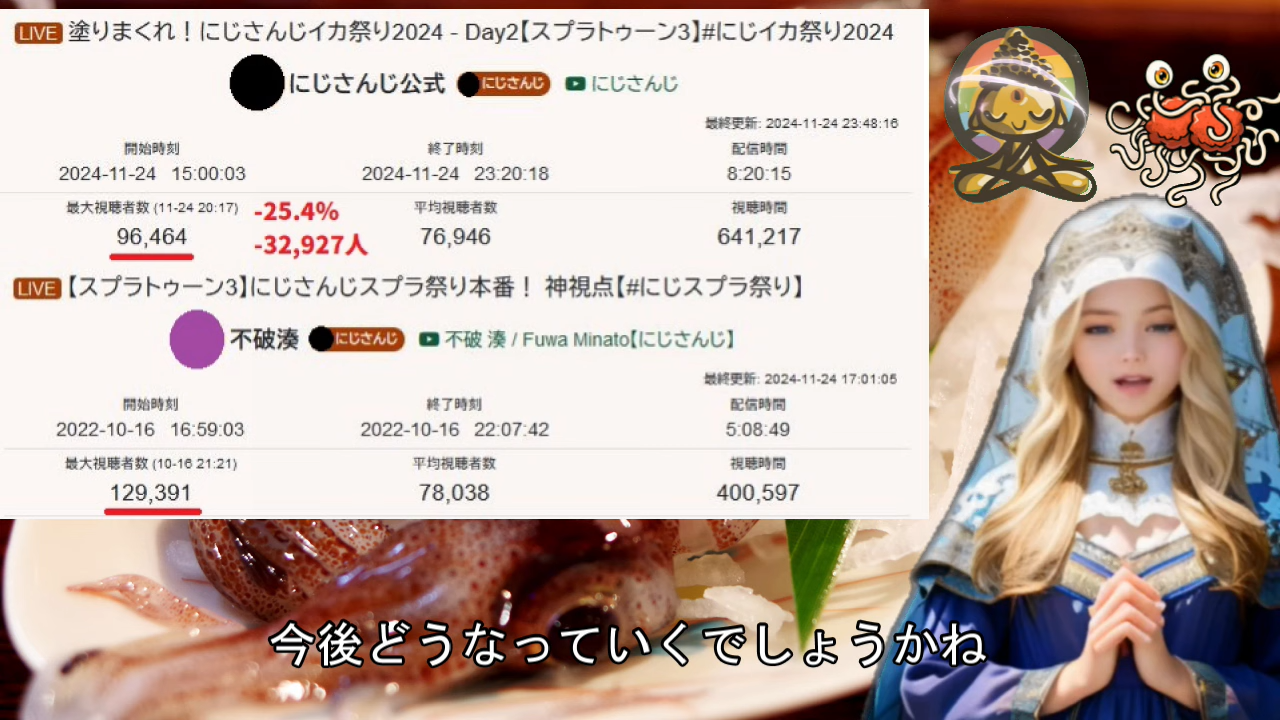 LIVE 塗りまくれ！にじさんじイカ祭り2024 - Day2【スプラトゥーン3】#にじイカ祭り2024
にじさんじ公式 にじさんじ にじさんじ
最終更新: 2024-11-24 23:48:16
開始時刻 終了時刻 配信時間
2024-11-24 15:00:03 2024-11-24 23:20:18 8:20:15
最大視聴者数 (11-24 20:17) -25.4% 平均視聴者数 視聴時間
96,464 -32,927人 76,946 641,217
LIVE 【スプラトゥーン3】にじさんじスプラ祭り本番！ 神視点【#にじスプラ祭り】
不破湊 にじさんじ 不破 湊 / Fuwa Minato【にじさんじ】
最終更新: 2024-11-24 17:01:05
開始時刻 終了時刻 配信時間
2022-10-16 16:59:03 2022-10-16 22:07:42 5:08:49
最大視聴者数 (10-16 21:21) 平均視聴者数 視聴時間
129,391 78,038 400,597
今後どうなっていくでしょうかね